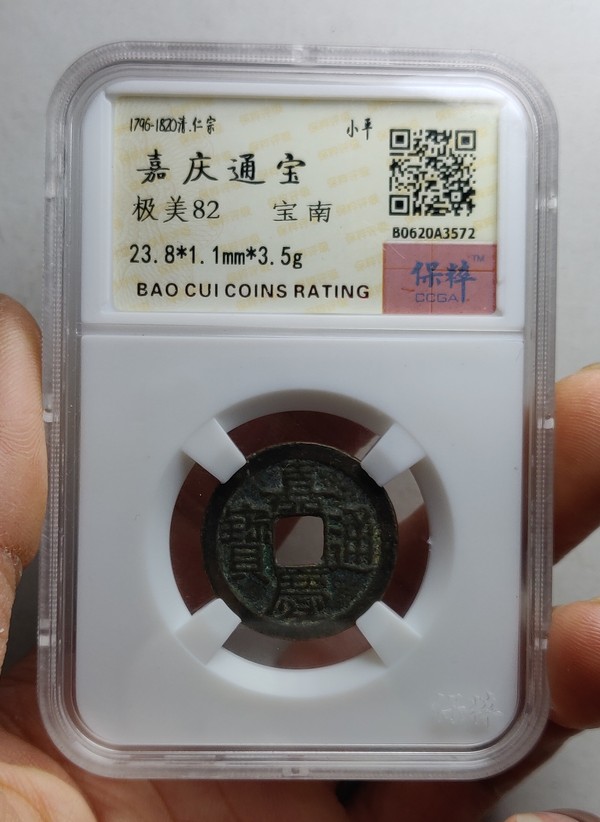 1796-1820清.仁宗 小平
嘉庆通宝
极美82 宝南
B0620A3572
23.8*1.1mm*3.5g
保粹™
CCGA
BAO CUI COINS RATING
嘉
寶 通
慶